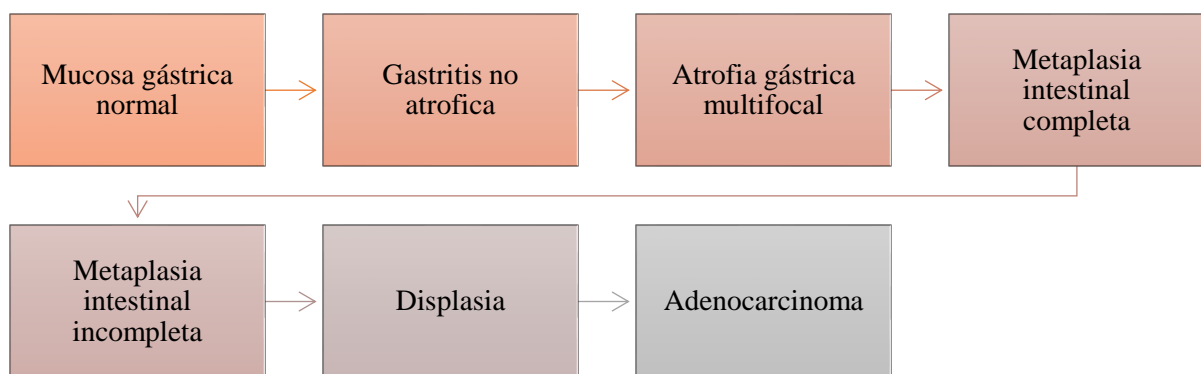 Mucosa gástrica
normal
Gastritis no
atrofica
Atrofia gástrica
multifocal
Metaplasia
intestinal
completa
Metaplasia
intestinal
incompleta
Displasia
Adenocarcinoma